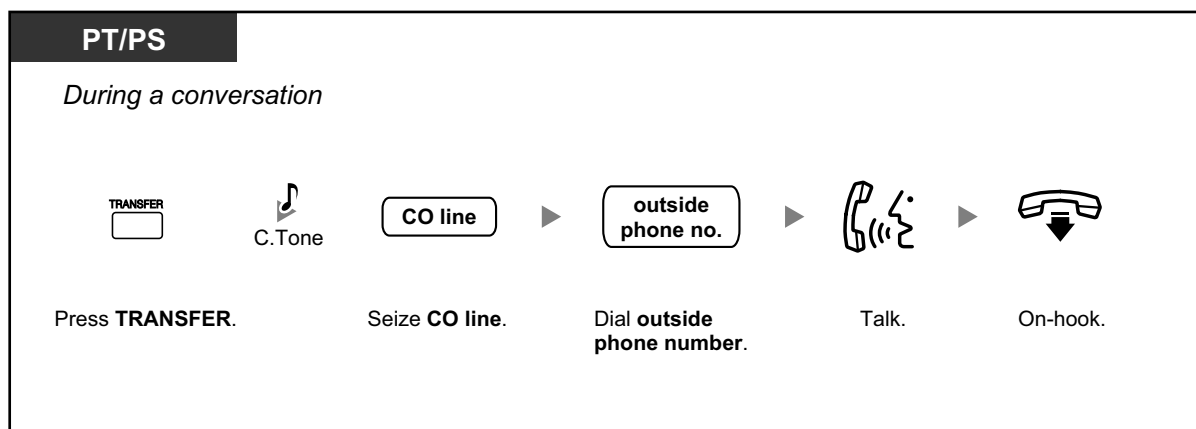 PT/PS
During a conversation
TRANSFER
C.Tone
CO line
outside
phone no.
Press TRANSFER.
Seize CO line.
Dial outside
phone number.
Talk.
On-hook.